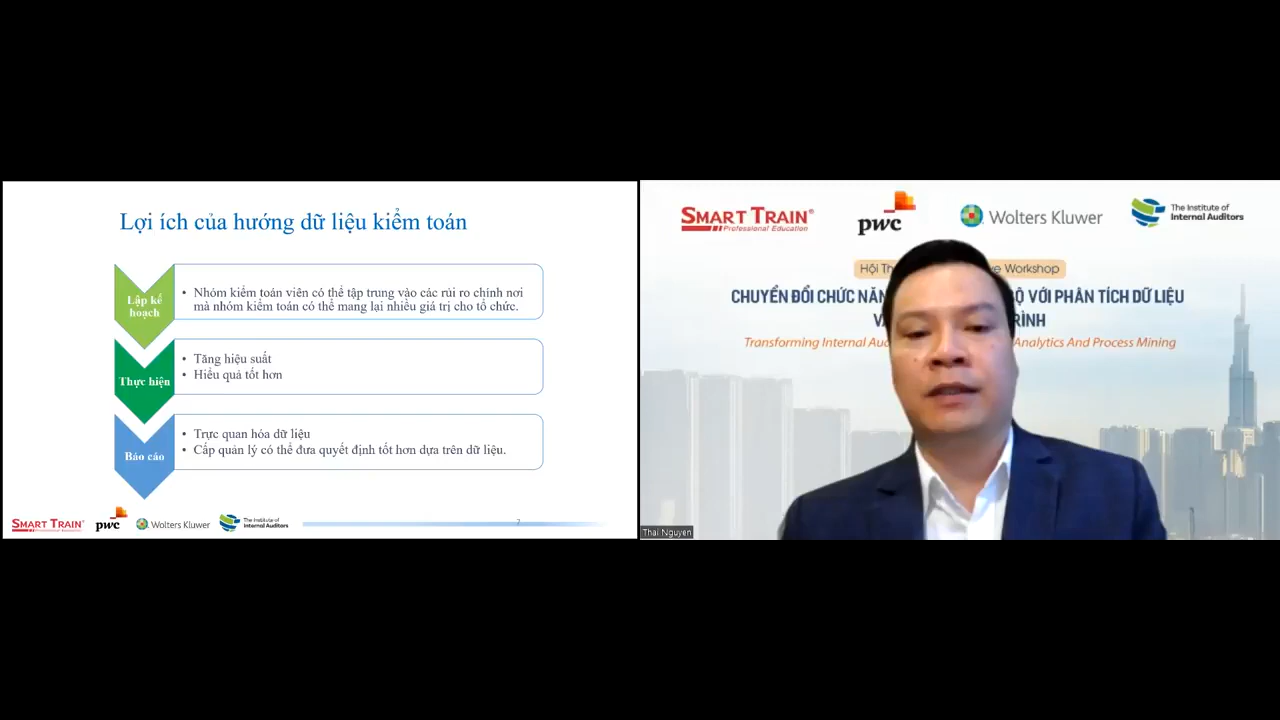 Lợi ích của hướng dữ liệu kiểm toán
Lập kế
hoạch
• Nhóm kiểm toán viên có thể tập trung vào các rủi ro chính nơi
mà nhóm kiểm toán có thể mang lại nhiều giá trị cho tổ chức.
Thực hiện
• Tăng hiệu suất
• Hiểu quả tốt hơn
Báo cáo
• Trực quan hóa dữ liệu
• Cấp quản lý có thể đưa quyết định tốt hơn dựa trên dữ liệu.
SMART TRAIN
pwc
Wolters Kluwer
The Institute of
Internal Auditors
7
SMART TRAIN®
Professional Education
pwc
Wolters Kluwer
The Institute of
Internal Auditors
Hội Th ve Workshop
CHUYỂN ĐỔI CHỨC NĂN BỘ VỚI PHÂN TÍCH DỮ LIỆU
RÌNH
Transforming Internal Aud Analytics And Process Mining
Thai Nguyen